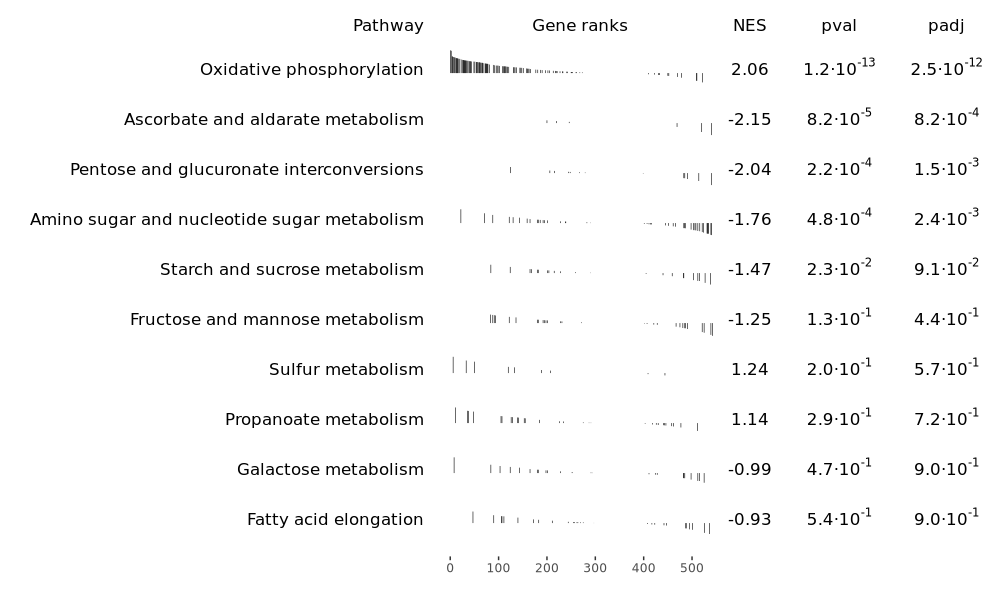 Pathway Gene ranks NES pval padj
Oxidative phosphorylation 2.06 1.2·10⁻¹³ 2.5·10⁻¹²
Ascorbate and aldarate metabolism -2.15 8.2·10⁻⁵ 8.2·10⁻⁴
Pentose and glucuronate interconversions -2.04 2.2·10⁻⁴ 1.5·10⁻³
Amino sugar and nucleotide sugar metabolism -1.76 4.8·10⁻⁴ 2.4·10⁻³
Starch and sucrose metabolism -1.47 2.3·10⁻² 9.1·10⁻²
Fructose and mannose metabolism -1.25 1.3·10⁻¹ 4.4·10⁻¹
Sulfur metabolism 1.24 2.0·10⁻¹ 5.7·10⁻¹
Propanoate metabolism 1.14 2.9·10⁻¹ 7.2·10⁻¹
Galactose metabolism -0.99 4.7·10⁻¹ 9.0·10⁻¹
Fatty acid elongation -0.93 5.4·10⁻¹ 9.0·10⁻¹
0 100 200 300 400 500